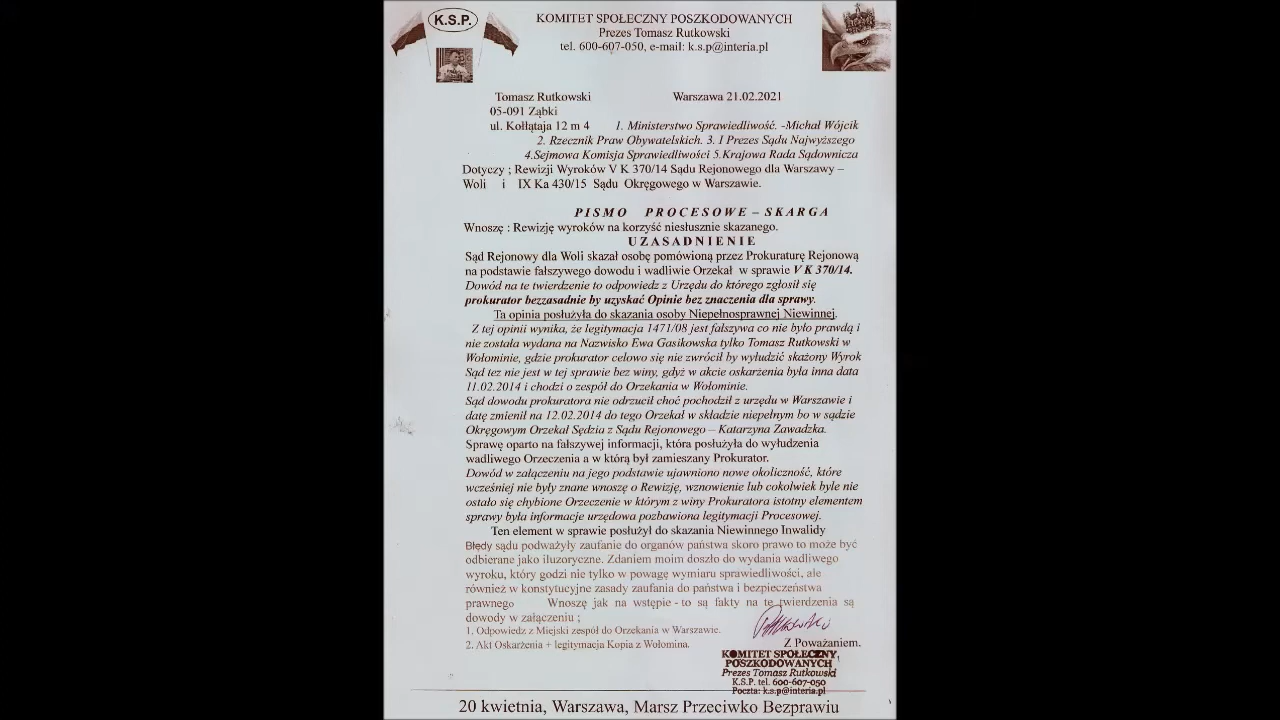 K.S.P.
KOMITET SPOŁECZNY POSZKODOWANYCH
Prezes Tomasz Rutkowski
tel. 600-607-050, e-mail: k.s.p@interia.pl
Tomasz Rutkowski Warszawa 21.02.2021
05-091 Ząbki
ul. Kołłątaja 12 m 4 1. Ministerstwo Sprawiedliwość. -Michał Wójcik
2. Rzecznik Praw Obywatelskich. 3. I Prezes Sądu Najwyższego
4.Sejmowa Komisja Sprawiedliwości 5.Krajowa Rada Sądownicza
Dotyczy ; Rewizji Wyroków V K 370/14 Sądu Rejonowego dla Warszawy –
Woli i IX Ka 430/15 Sądu Okręgowego w Warszawie.
PISMO PROCESOWE – SKARGA
Wnoszę : Rewizję wyroków na korzyść niesłusznie skazanego.
UZASADNIENIE
Sąd Rejonowy dla Woli skazał osobę pomówioną przez Prokuraturę Rejonową
na podstawie fałszywego dowodu i wadliwie Orzekał w sprawie V K 370/14.
Dowód na te twierdzenie to odpowiedz z Urzędu do którego zgłosił się
prokurator bezzasadnie by uzyskać Opinie bez znaczenia dla sprawy.
Ta opinia posłużyła do skazania osoby Niepełnosprawnej Niewinnej.
Z tej opinii wynika, że legitymacja 1471/08 jest fałszywa co nie było prawdą i
nie została wydana na Nazwisko Ewa Gasikowska tylko Tomasz Rutkowski w
Wołominie, gdzie prokurator celowo się nie zwrócił by wyłudzić skażony Wyrok
Sąd tez nie jest w tej sprawie bez winy, gdyż w akcie oskarżenia była inna data
11.02.2014 i chodzi o zespół do Orzekania w Wołominie.
Sąd dowodu prokuratora nie odrzucił choć pochodził z urzędu w Warszawie i
datę zmienił na 12.02.2014 do tego Orzekał w składzie niepełnym bo w sądzie
Okręgowym Orzekał Sędzia z Sądu Rejonowego – Katarzyna Zawadzka.
Sprawę oparto na fałszywej informacji, która posłużyła do wyłudzenia
wadliwego Orzeczenia a w którą był zamieszany Prokurator.
Dowód w załączeniu na jego podstawie ujawniono nowe okoliczność, które
wcześniej nie były znane wnoszę o Rewizję, wznowienie lub cokolwiek byle nie
ostało się chybione Orzeczenie w którym z winy Prokuratora istotny elementem
sprawy była informacje urzędowa pozbawiona legitymacji Procesowej.
Ten element w sprawie posłużył do skazania Niewinnego Inwalidy
Błędy sądu podważyły zaufanie do organów państwa skoro prawo to może być
odbierane jako iluzoryczne. Zdaniem moim doszło do wydania wadliwego
wyroku, który godzi nie tylko w powagę wymiaru sprawiedliwości, ale
również w konstytucyjne zasady zaufania do państwa i bezpieczeństwa
prawnego Wnoszę jak na wstępie - to są fakty na te twierdzenia są
dowody w załączeniu ;
1. Odpowiedz z Miejski zespół do Orzekania w Warszawie.
2. Akt Oskarżenia + legitymacja Kopia z Wołomina.
Z Poważaniem.
KOMITET SPOŁECZNY
POSZKODOWANYCH
Prezes Tomasz Rutkowski
K.S.P. tel. 600-607-050
Poczta: k.s.p@interia.pl
20 kwietnia, Warszawa, Marsz Przeciwko Bezprawiu